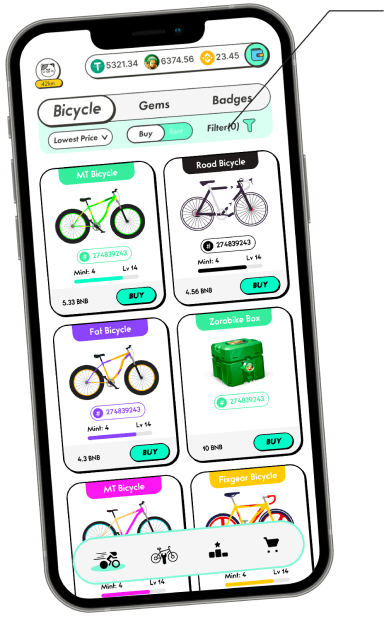 5321.34 6374.56 23.45
42km
Bicycle Gems Badges
Lowest Price Buy Rent Filter(0)
MT Bicycle
# 274839243
Mint: 4 Lv 14
5.33 BNB BUY
Road Bicycle
# 274839243
Mint: 4 Lv 14
4.56 BNB BUY
Fat Bicycle
# 274839243
Mint: 4 Lv 14
4.3 BNB BUY
Zorabike Box
# 274839243
10 BNB BUY
MT Bicycle
Mint: 4 Lv 14
Fixgear Bicycle
Mint: 4 Lv 14